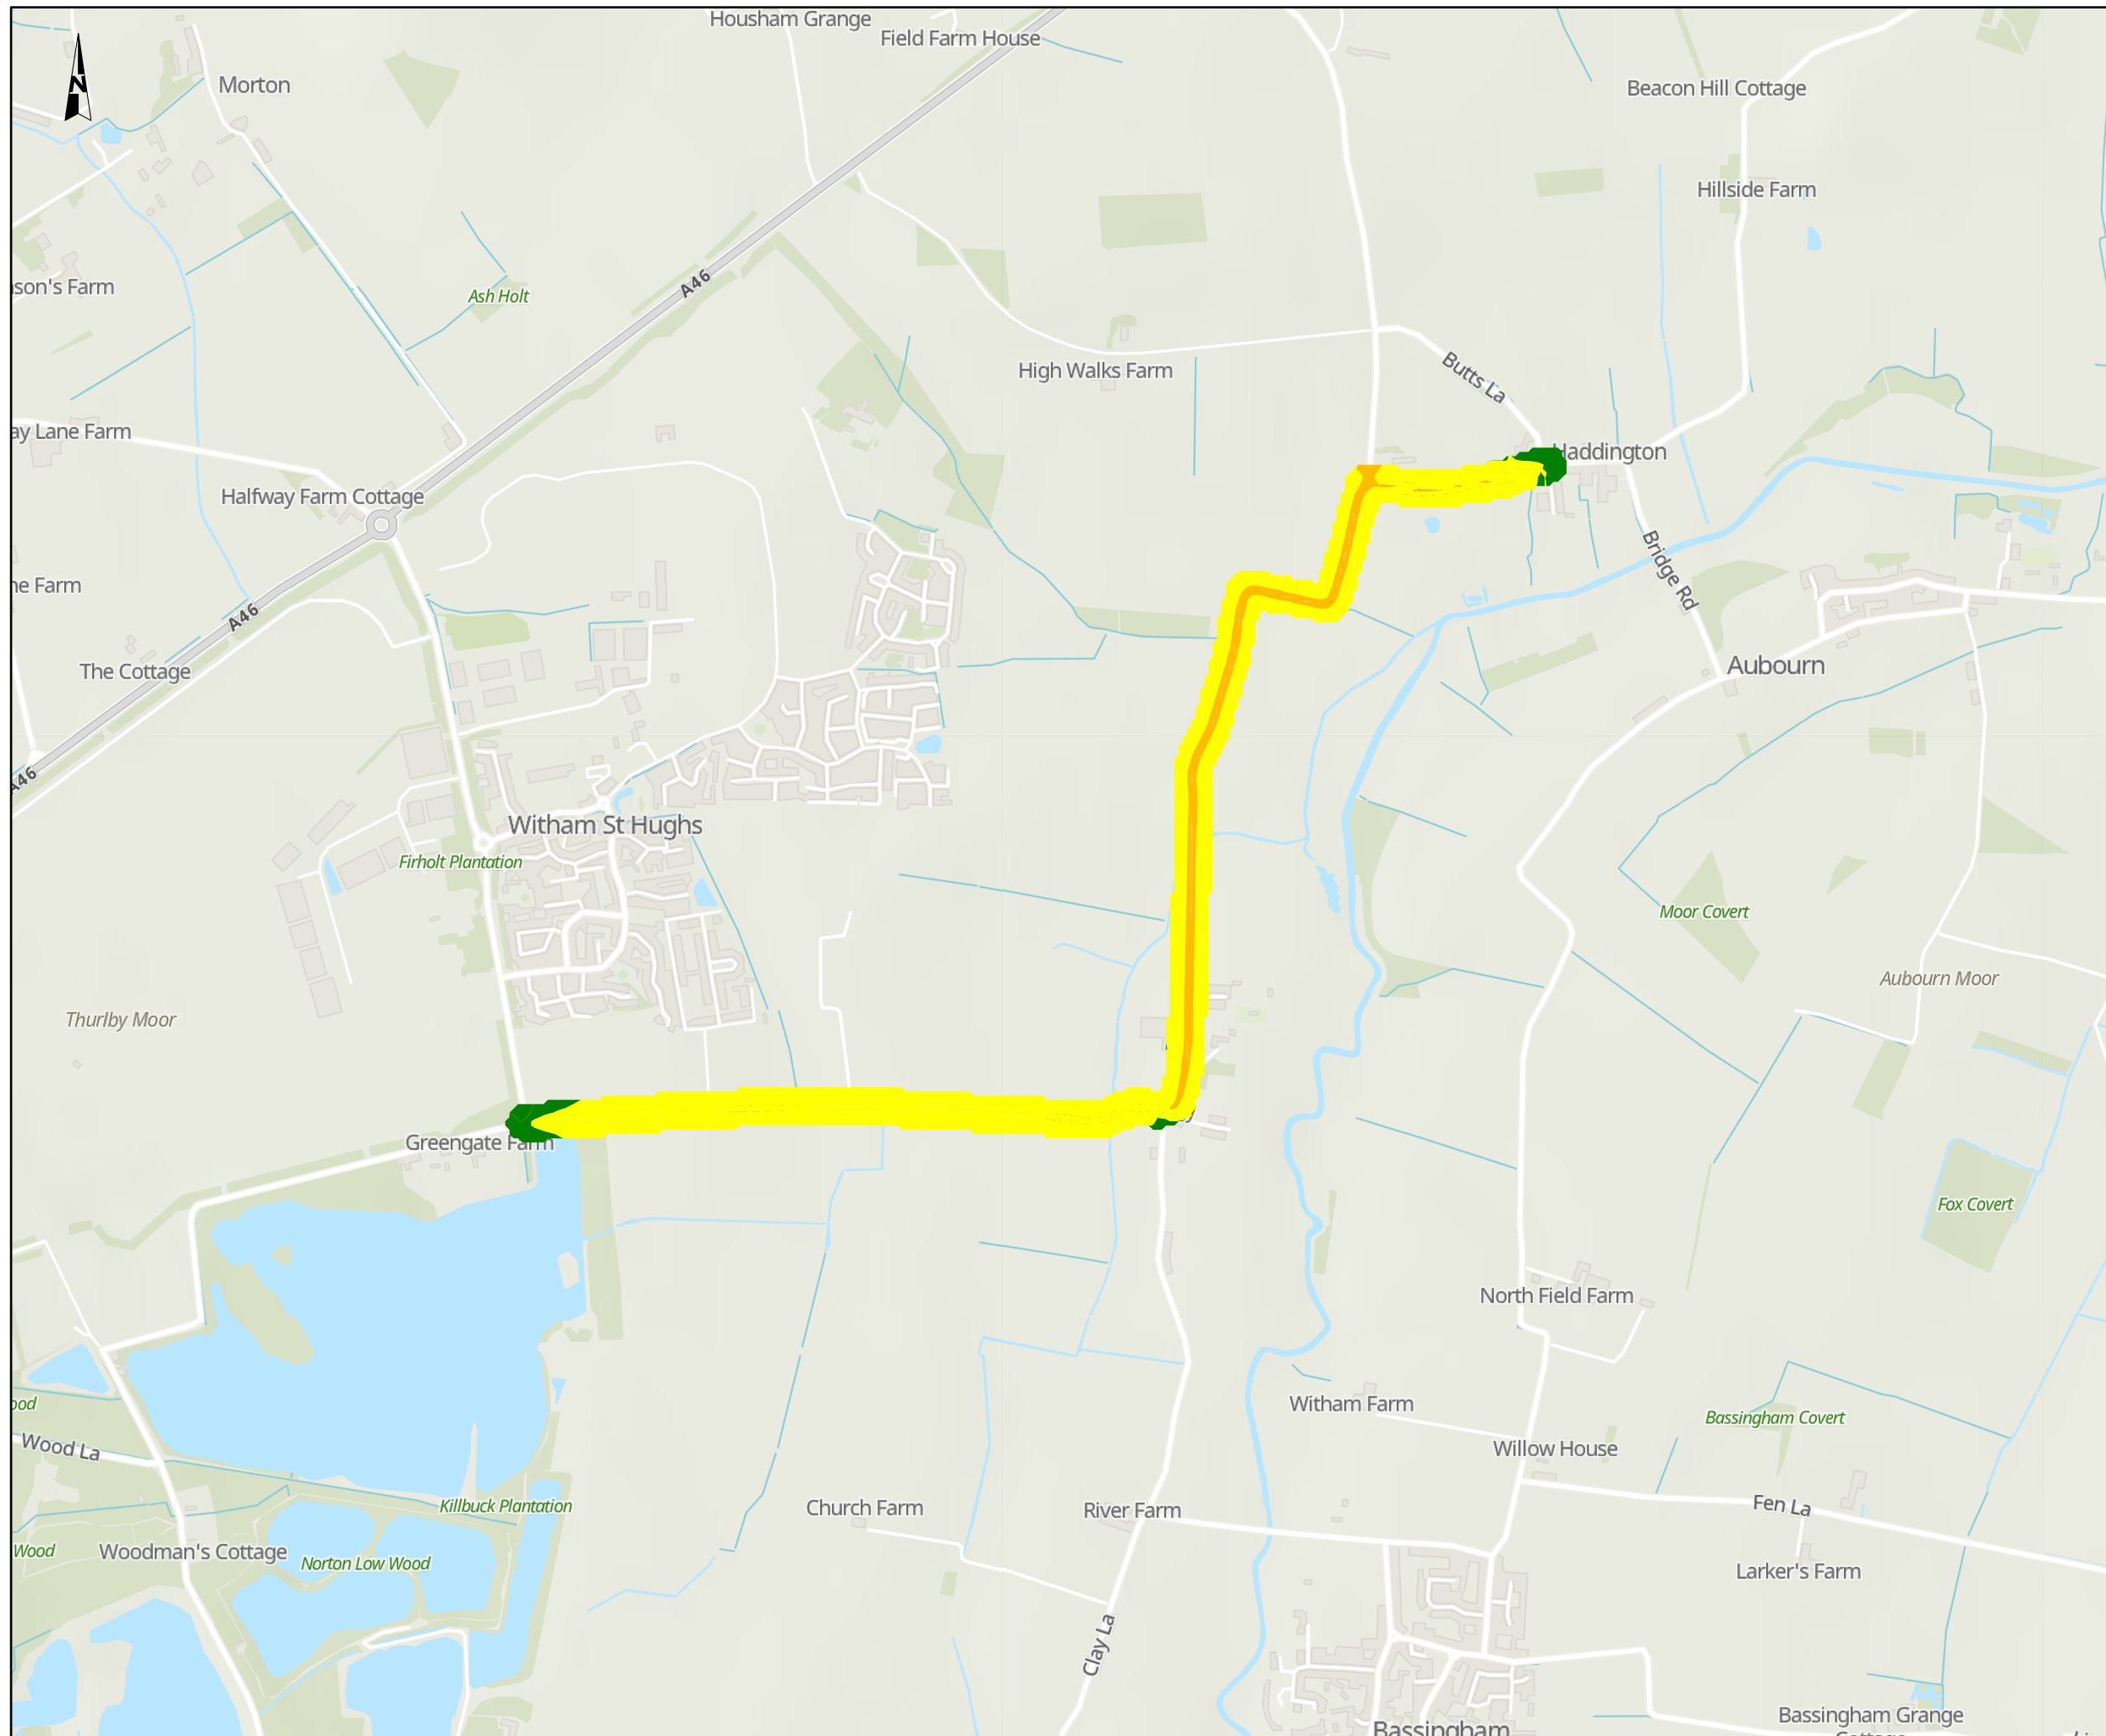 Housham Grange
Field Farm House
N
Morton
Beacon Hill Cottage
Hillside Farm
A46
son's Farm
Ash Holt
High Walks Farm
Butts La
ay Lane Farm
Haddington
Halfway Farm Cottage
ne Farm
Bridge Rd
A46
The Cottage
Aubourn
A46
Witham St Hughs
Firholt Plantation
Moor Covert
Aubourn Moor
Thurlby Moor
Greengate Farm
Fox Covert
North Field Farm
ood
Witham Farm
Bassingham Covert
Wood La
Willow House
Killbuck Plantation
Church Farm
River Farm
Fen La
Wood
Woodman's Cottage
Norton Low Wood
Larker's Farm
Clay La
Bassingham
Bassingham Grange
Cottage